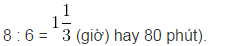 8 : 6 = 1 1/3 (giờ) hay 80 phút).